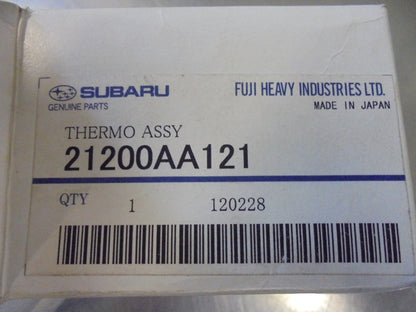 SUBARU FUJI HEAVY INDUSTRIES LTD.
GENUINE PARTS MADE IN JAPAN
THERMO ASSY
21200AA121
QTY 1 120228